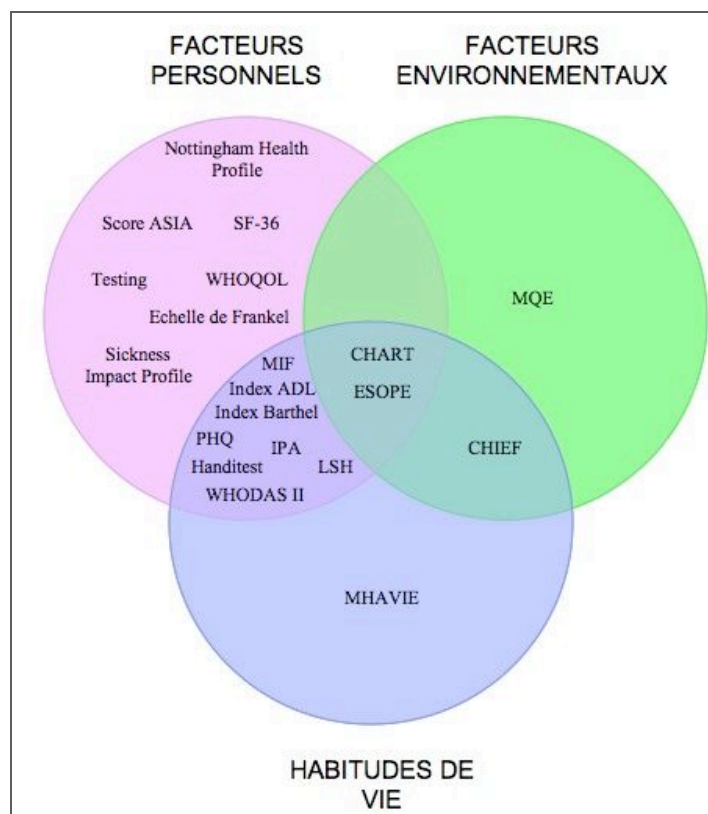 FACTEURS
PERSONNELS
FACTEURS
ENVIRONNEMENTAUX
Nottingham Health
Profile
Score ASIA
SF-36
Testing
WHOQOL
MQE
Echelle de Frankel
Sickness
Impact Profile
MIF
Index ADL
Index Barthel
CHART
ESOPE
PHQ
IPA
Handitest
LSH
WHODAS II
CHIEF
MHAVIE
HABITUDES DE
VIE